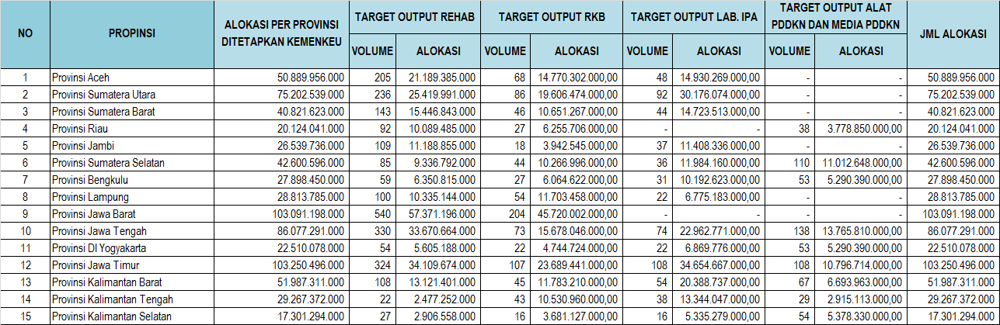 NO PROPINSI ALOKASI PER PROVINSI DITETAPKAN KEMENKEU TARGET OUTPUT REHAB TARGET OUTPUT RKB TARGET OUTPUT LAB. IPA TARGET OUTPUT ALAT PDDKN DAN MEDIA PDDKN JML ALOKASI
VOLUME ALOKASI VOLUME ALOKASI VOLUME ALOKASI VOLUME ALOKASI
1 Provinsi Aceh 50.889.956.000 205 21.189.385.000 68 14.770.302.000,00 48 14.930.269.000,00 - - 50.889.956.000
2 Provinsi Sumatera Utara 75.202.539.000 236 25.419.991.000 86 19.606.474.000,00 92 30.176.074.000,00 - - 75.202.539.000
3 Provinsi Sumatera Barat 40.821.623.000 143 15.446.843.000 46 10.651.267.000,00 44 14.723.513.000,00 - - 40.821.623.000
4 Provinsi Riau 20.124.041.000 92 10.089.485.000 27 6.255.706.000,00 - - 38 3.778.850.000,00 20.124.041.000
5 Provinsi Jambi 26.539.736.000 109 11.188.855.000 18 3.942.545.000,00 37 11.408.336.000,00 - - 26.539.736.000
6 Provinsi Sumatera Selatan 42.600.596.000 85 9.336.792.000 44 10.266.996.000,00 36 11.984.160.000,00 110 11.012.648.000,00 42.600.596.000
7 Provinsi Bengkulu 27.898.450.000 59 6.350.815.000 27 6.064.622.000,00 31 10.192.623.000,00 53 5.290.390.000,00 27.898.450.000
8 Provinsi Lampung 28.813.785.000 100 10.335.144.000 54 11.703.458.000,00 22 6.775.183.000,00 - - 28.813.785.000
9 Provinsi Jawa Barat 103.091.198.000 540 57.371.196.000 204 45.720.002.000,00 - - - - 103.091.198.000
10 Provinsi Jawa Tengah 86.077.291.000 330 33.670.664.000 73 15.678.046.000,00 74 22.962.771.000,00 138 13.765.810.000,00 86.077.291.000
11 Provinsi DI Yogyakarta 22.510.078.000 54 5.605.188.000 22 4.744.724.000,00 22 6.869.776.000,00 53 5.290.390.000,00 22.510.078.000
12 Provinsi Jawa Timur 103.250.496.000 324 34.109.674.000 107 23.689.441.000,00 108 34.654.667.000,00 108 10.796.714.000,00 103.250.496.000
13 Provinsi Kalimantan Barat 51.987.311.000 108 13.121.401.000 45 11.783.210.000,00 54 20.388.737.000,00 67 6.693.963.000,00 51.987.311.000
14 Provinsi Kalimantan Tengah 29.267.372.000 22 2.477.252.000 43 10.530.960.000,00 38 13.344.047.000,00 29 2.915.113.000,00 29.267.372.000
15 Provinsi Kalimantan Selatan 17.301.294.000 27 2.906.558.000 16 3.681.127.000,00 16 5.335.279.000,00 54 5.378.330.000,00 17.301.294.000